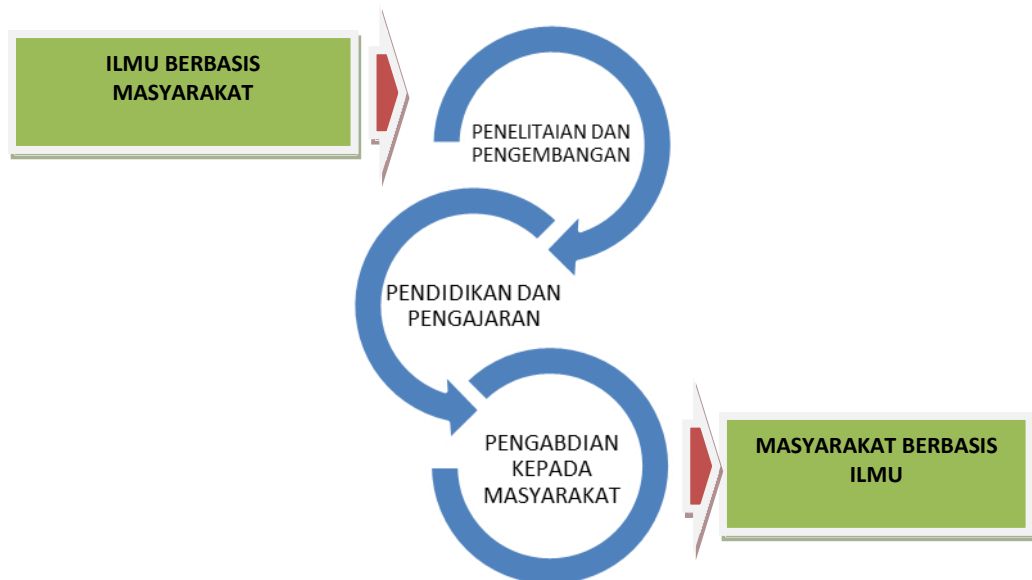 ILMU BERBASIS
MASYARAKAT
PENELITAIAN DAN
PENGEMBANGAN
PENDIDIKAN DAN
PENGAJARAN
PENGABDIAN
KEPADA
MASYARAKAT
MASYARAKAT BERBASIS
ILMU